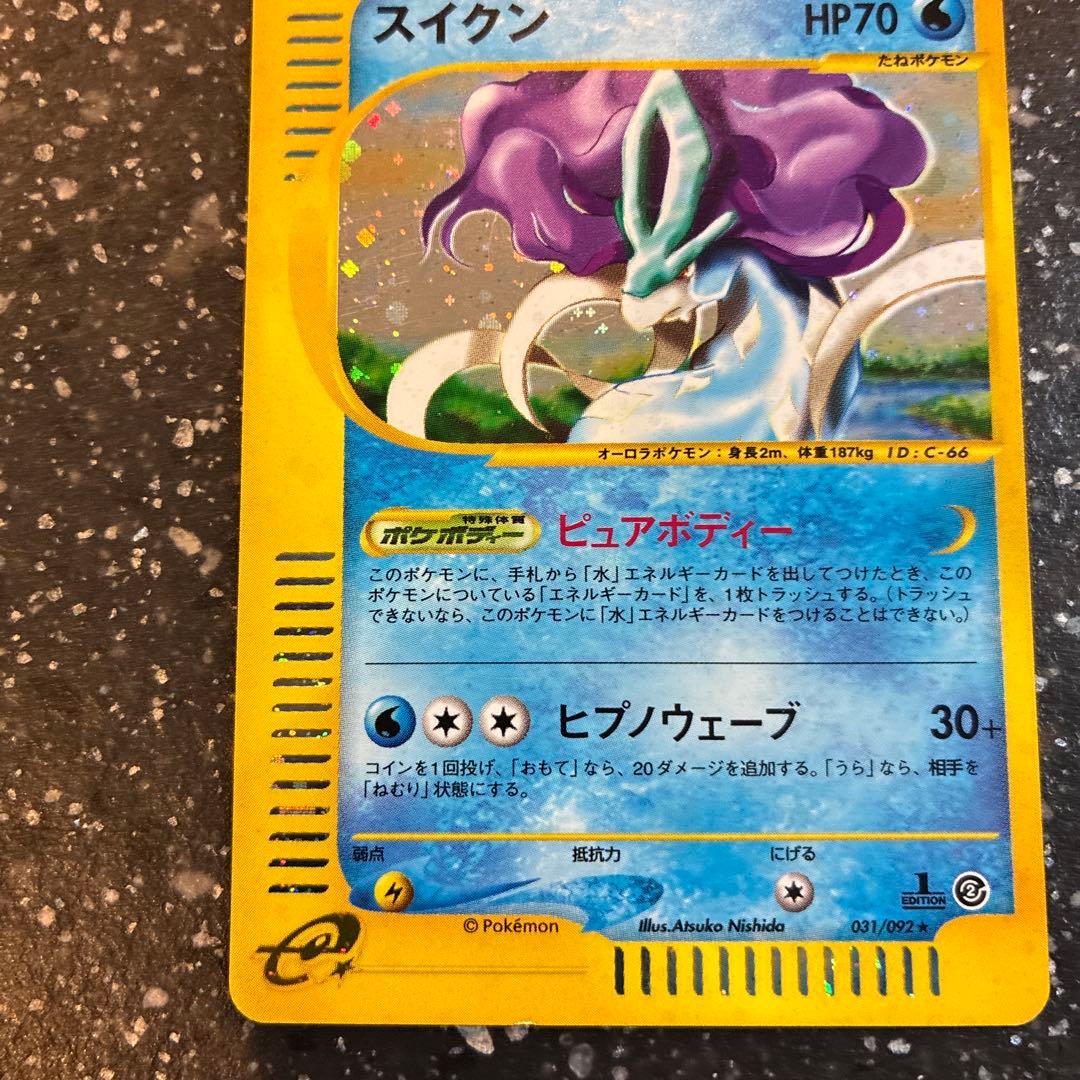 スイクン HP70
たねポケモン
オーロラポケモン：身長2m、体重187kg ID：C-66
特殊体質
ポケボディー ピュアボディー
このポケモンに、手札から「水」エネルギーカードを出してつけたとき、この
ポケモンについている「エネルギーカード」を、1枚トラッシュする。（トラッシュ
できないなら、このポケモンに「水」エネルギーカードをつけることはできない。）
ヒプノウェーブ 30+
コインを1回投げ、「おもて」なら、20ダメージを追加する。「うら」なら、相手を
「ねむり」状態にする。
弱点 抵抗力 にげる
1
EDITION 2
© Pokémon Illus.Atsuko Nishida 031/092★
e